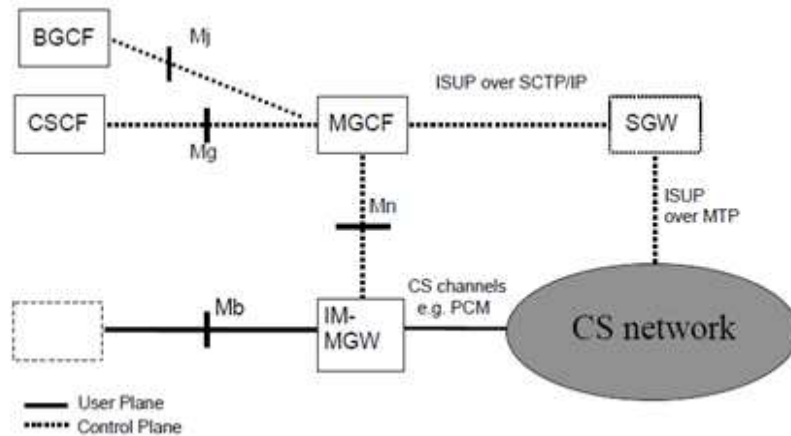 BGCF
Mj
ISUP over SCTP/IP
CSCF
MGCF
SGW
Mg
Mn
ISUP
over MTP
CS channels
e.g. PCM
Mb
IM-
MGW
CS network
User Plane
Control Plane